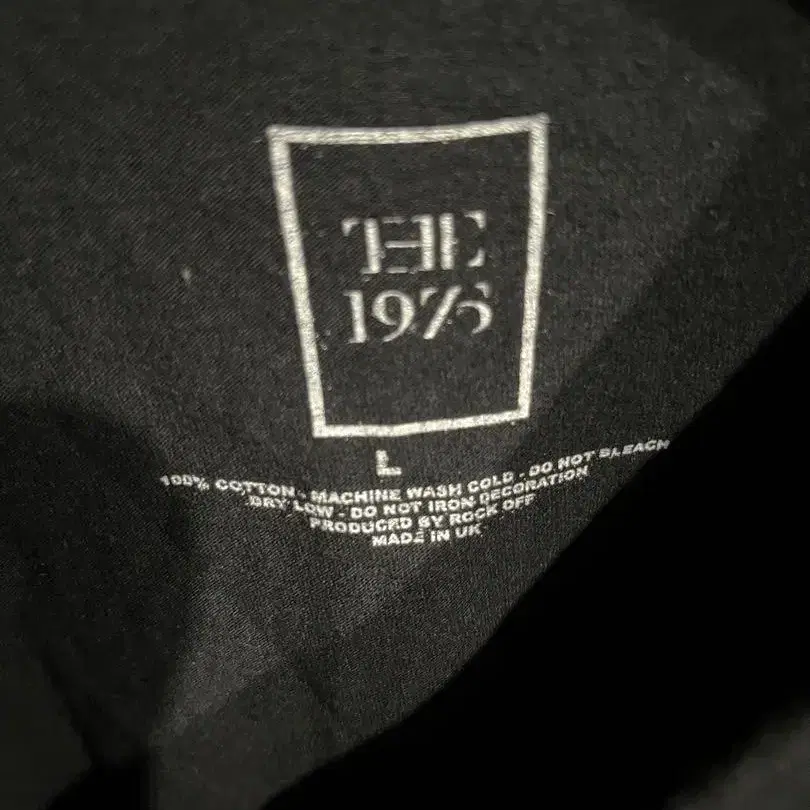 THE
1975
L
100% COTTON - MACHINE WASH COLD - DO NOT BLEACH
DRY LOW - DO NOT IRON DECORATION
PRODUCED BY ROCK OFF
MADE IN UK